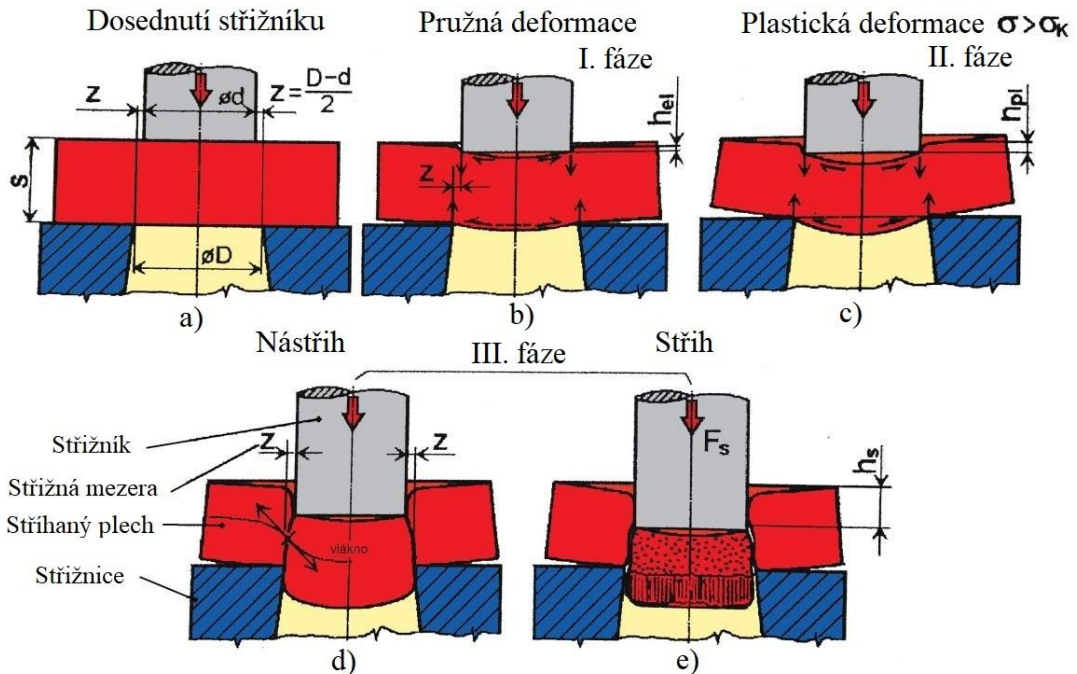 Dosednutí střižníku
Pružná deformace
I. fáze
Plastická deformace σ>σK
II. fáze
z
ød
z=D-d/2
s
øD
a)
z
hel
b)
hpl
c)
Nástřih
III. fáze
Střih
Střižník
Střižná mezera
Stříhaný plech
Střižnice
z
z
vlákno
d)
Fs
hs
e)